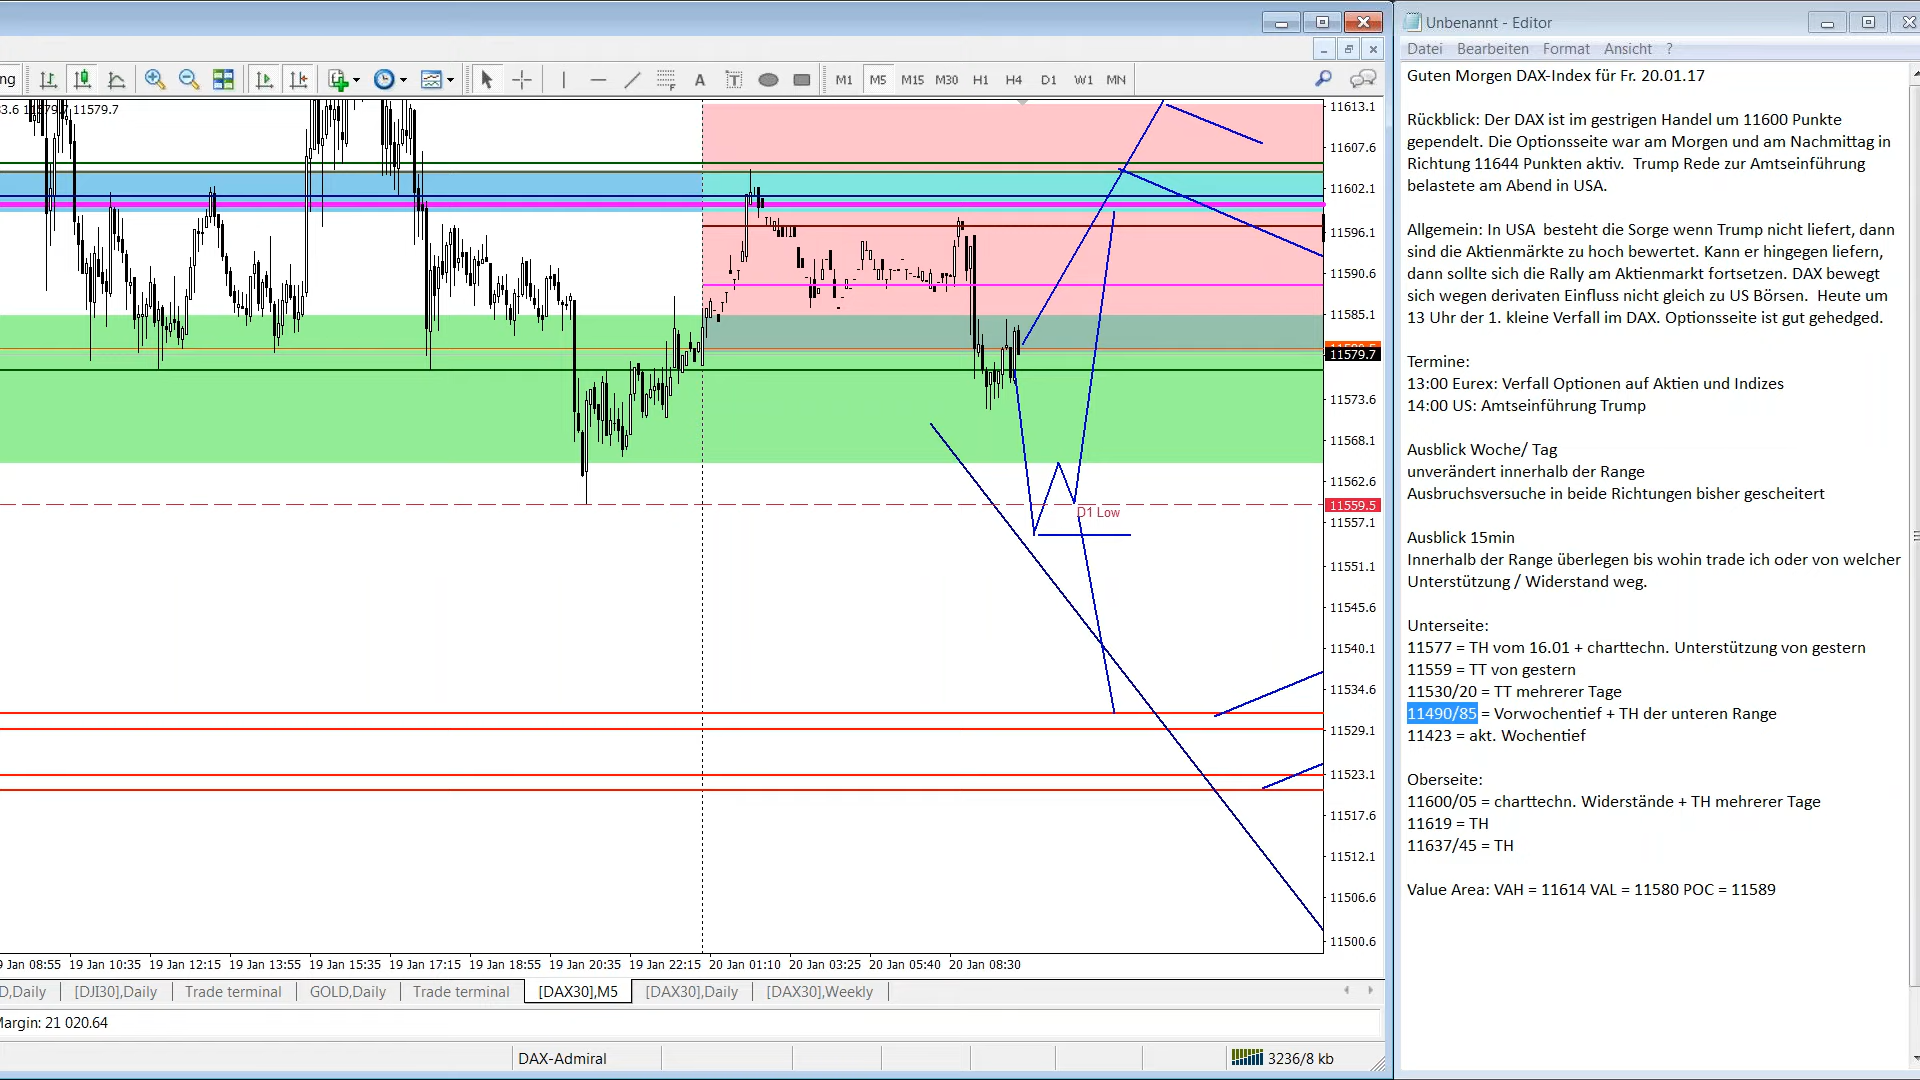 Unbenannt - Editor
Datei Bearbeiten Format Ansicht ?
ng
A
T
M1 M5 M15 M30 H1 H4 D1 W1 MN
Guten Morgen DAX-Index für Fr. 20.01.17
Rückblick: Der DAX ist im gestrigen Handel um 11600 Punkte
gependelt. Die Optionsseite war am Morgen und am Nachmittag in
Richtung 11644 Punkten aktiv.  Trump Rede zur Amtseinführung
belastete am Abend in USA.
Allgemein: In USA  besteht die Sorge wenn Trump nicht liefert, dann
sind die Aktienmärkte zu hoch bewertet. Kann er hingegen liefern,
dann sollte sich die Rally am Aktienmarkt fortsetzen. DAX bewegt
sich wegen derivaten Einfluss nicht gleich zu US Börsen.  Heute um
13 Uhr der 1. kleine Verfall im DAX. Optionsseite ist gut gehedged.
Termine:
13:00 Eurex: Verfall Optionen auf Aktien und Indizes
14:00 US: Amtseinführung Trump
Ausblick Woche/ Tag
unverändert innerhalb der Range
Ausbruchsversuche in beide Richtungen bisher gescheitert
Ausblick 15min
Innerhalb der Range überlegen bis wohin trade ich oder von welcher
Unterstützung / Widerstand weg.
Unterseite:
11577 = TH vom 16.01 + charttechn. Unterstützung von gestern
11559 = TT von gestern
11530/20 = TT mehrerer Tage
11490/85 = Vorwochentief + TH der unteren Range
11423 = akt. Wochentief
Oberseite:
11600/05 = charttechn. Widerstände + TH mehrerer Tage
11619 = TH
11637/45 = TH
Value Area: VAH = 11614 VAL = 11580 POC = 11589
11579.7
11613.1
11607.6
11602.1
11596.1
11590.6
11585.1
11579.7
11573.6
11568.1
11562.6
11559.5
11557.1
11551.1
11545.6
11540.1
11534.6
11529.1
11523.1
11517.6
11512.1
11506.6
11500.6
D1 Low
9 Jan 08:55 19 Jan 10:35 19 Jan 12:15 19 Jan 13:55 19 Jan 15:35 19 Jan 17:15 19 Jan 18:55 19 Jan 20:35 19 Jan 22:15 20 Jan 01:10 20 Jan 03:25 20 Jan 05:40 20 Jan 08:30
D,Daily [DJI30],Daily Trade terminal GOLD,Daily Trade terminal [DAX30],M5 [DAX30],Daily [DAX30],Weekly
Margin: 21 020.64
DAX-Admiral
3236/8 kb